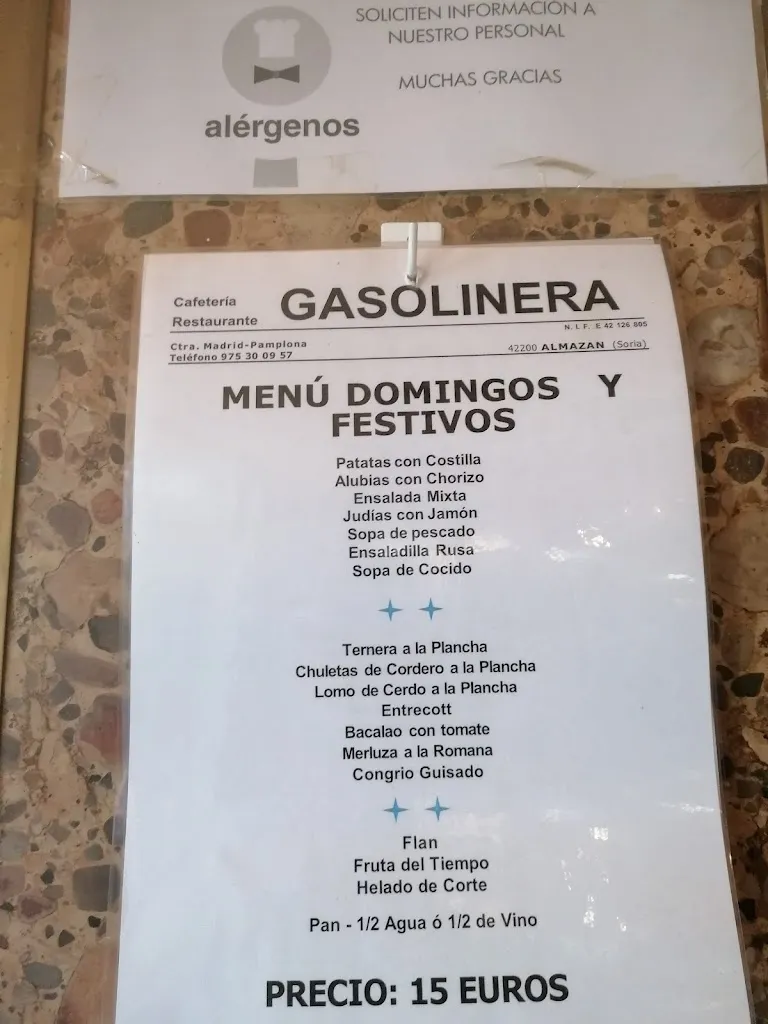 SOLICITEN INFORMACIÓN A
NUESTRO PERSONAL
MUCHAS GRACIAS
alérgenos
Cafetería
Restaurante
GASOLINERA
N. I. F. E 42 126 805
Ctra. Madrid-Pamplona
Teléfono 975 30 09 57
42200 ALMAZAN (Soria)
MENÚ DOMINGOS Y
FESTIVOS
Patatas con Costilla
Alubias con Chorizo
Ensalada Mixta
Judías con Jamón
Sopa de pescado
Ensaladilla Rusa
Sopa de Cocido
Ternera a la Plancha
Chuletas de Cordero a la Plancha
Lomo de Cerdo a la Plancha
Entrecott
Bacalao con tomate
Merluza a la Romana
Congrio Guisado
Flan
Fruta del Tiempo
Helado de Corte
Pan - 1/2 Agua ó 1/2 de Vino
PRECIO: 15 EUROS